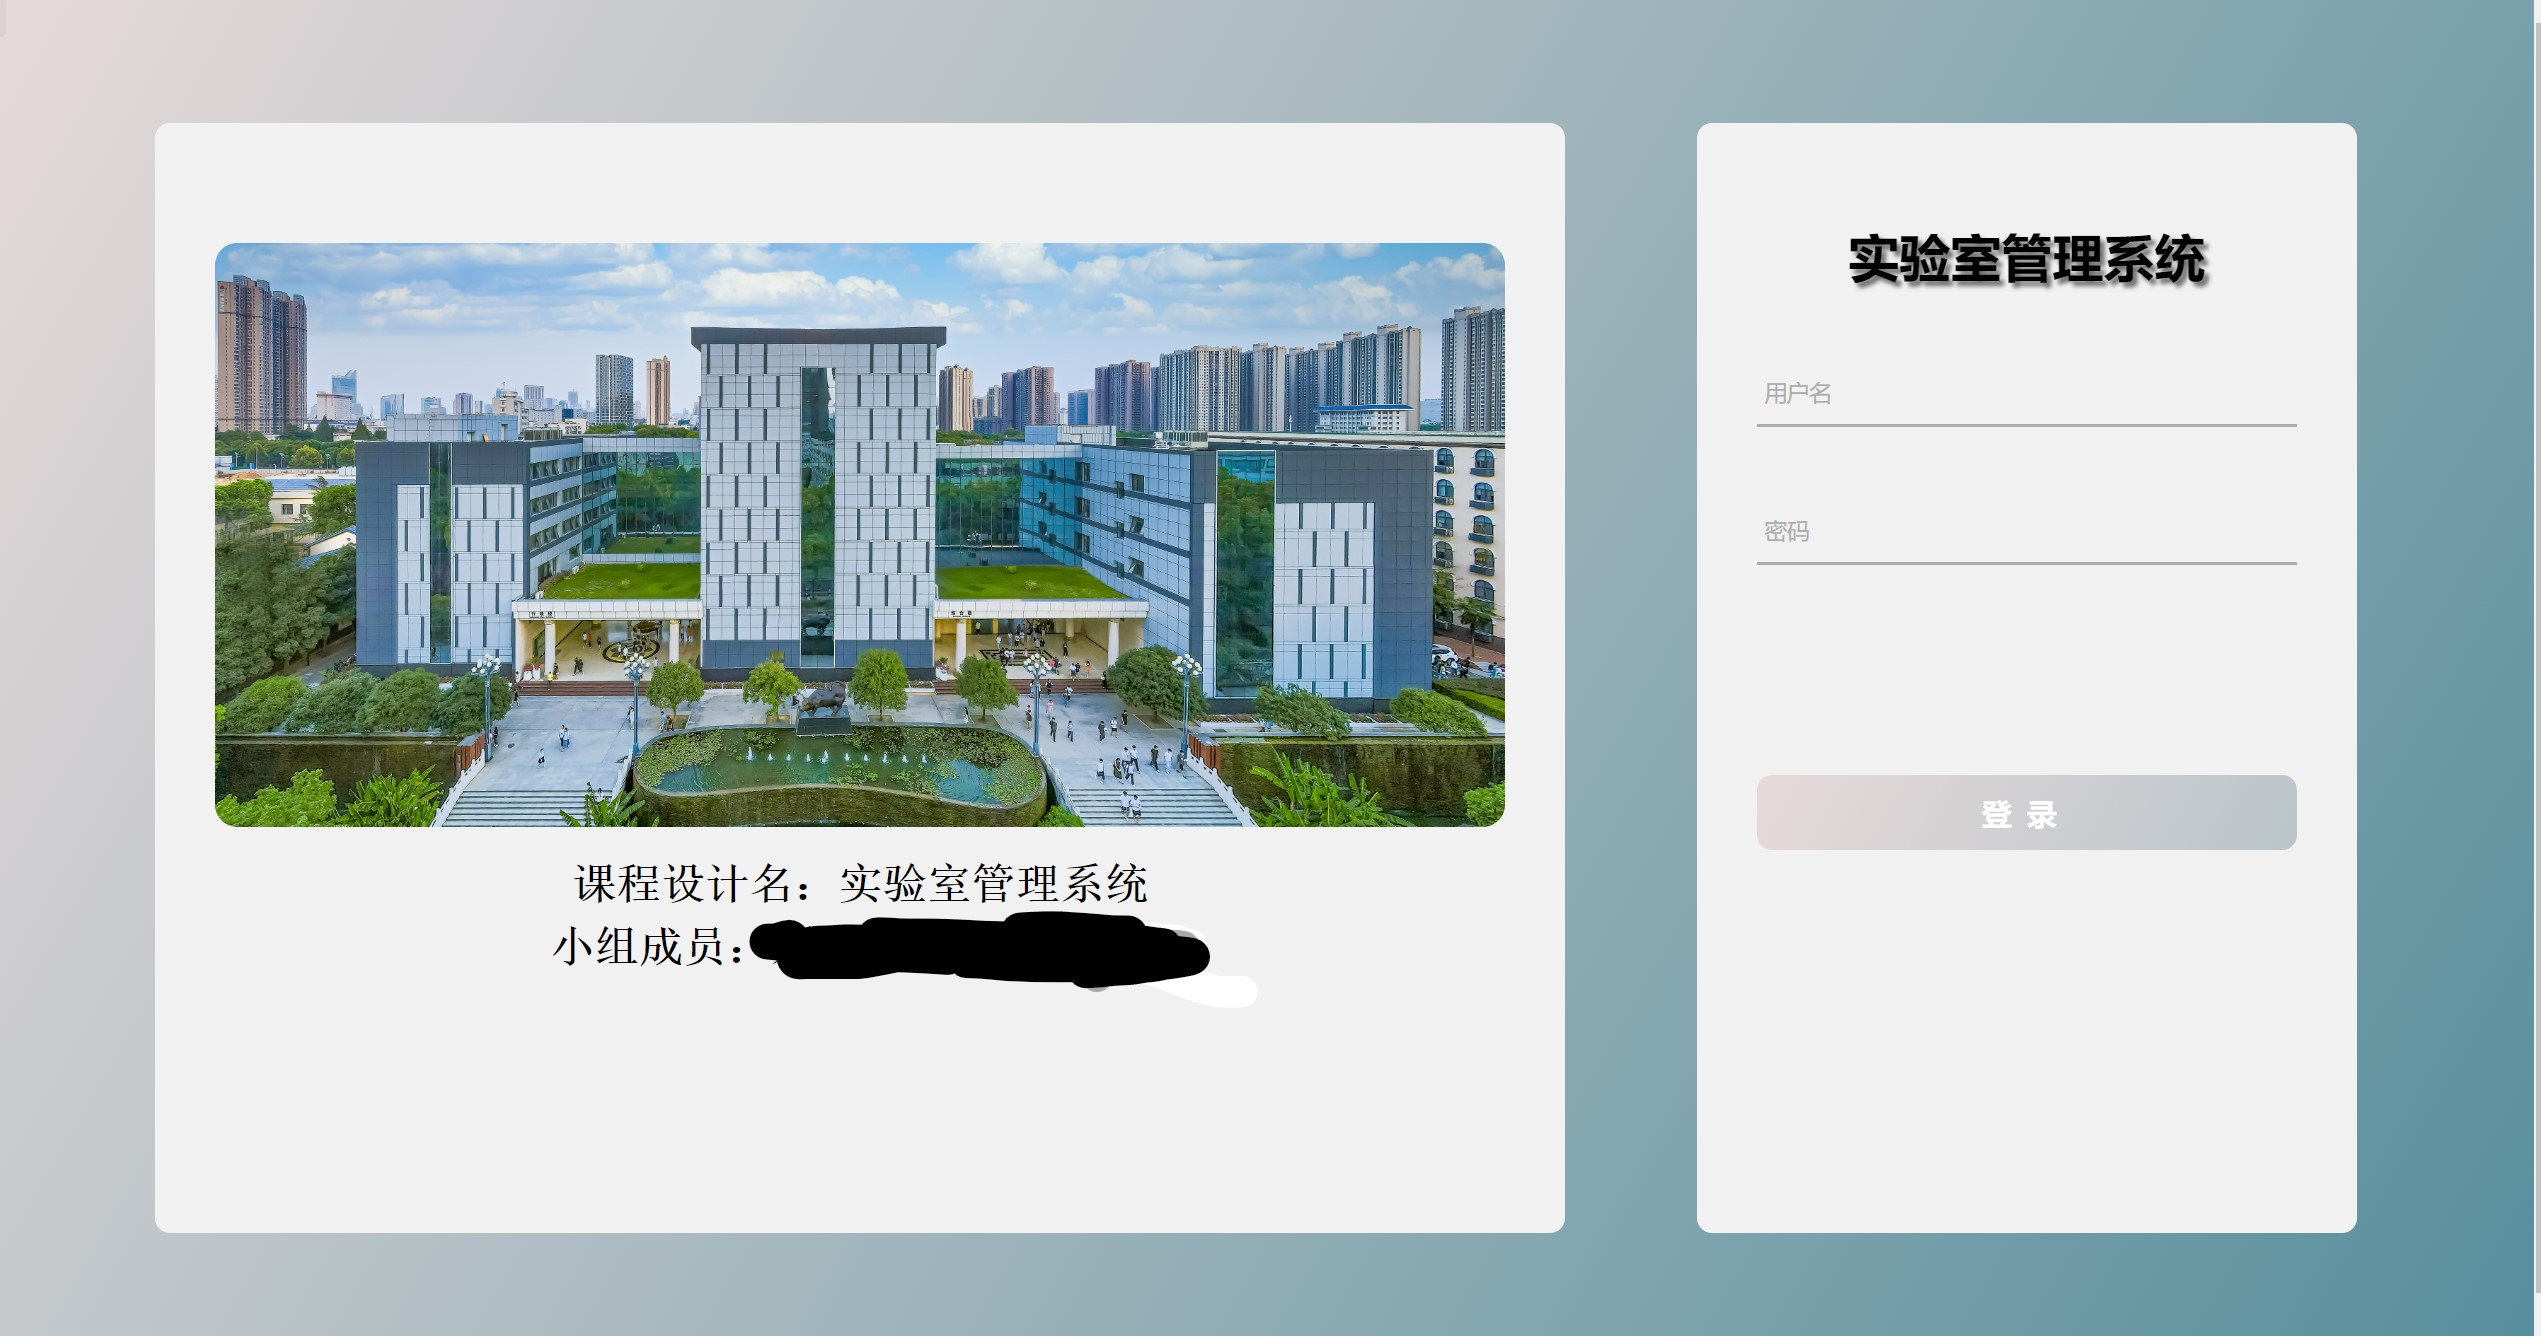 课程设计名：实验室管理系统
小组成员：
实验室管理系统
用户名
密码
登 录